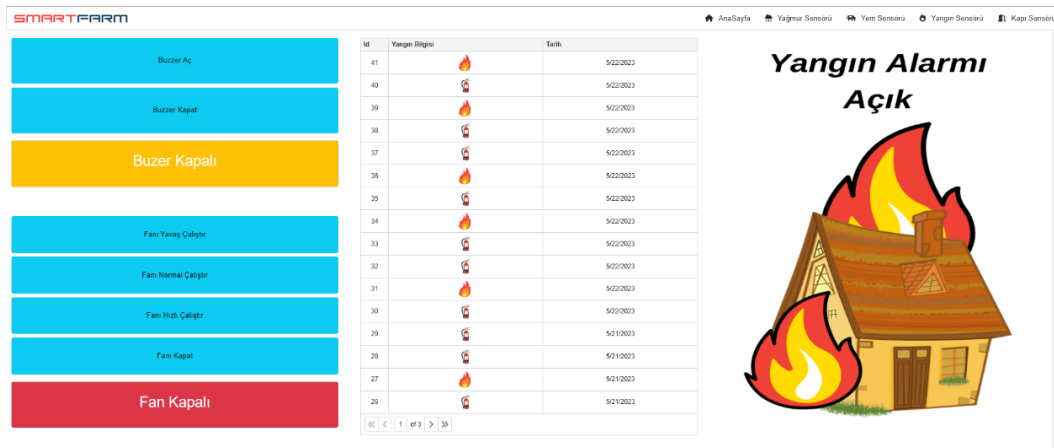 SMARTFARM
AnaSayfa Yağmur Sensörü Yem Sensörü Yangın Sensörü Kapı Sensörü
Buzzer Aç
Buzzer Kapat
Buzer Kapalı
Fanı Yavaş Çalıştır
Fanı Normal Çalıştır
Fanı Hızlı Çalıştır
Fanı Kapat
Fan Kapalı
Id Yangın Bilgisi Tarih
41 5/22/2023
40 5/22/2023
39 5/22/2023
38 5/22/2023
37 5/22/2023
36 5/22/2023
35 5/22/2023
34 5/22/2023
33 5/22/2023
32 5/22/2023
31 5/22/2023
30 5/22/2023
29 5/21/2023
28 5/21/2023
27 5/21/2023
26 5/21/2023
1 of 3
Yangın Alarmı
Açık